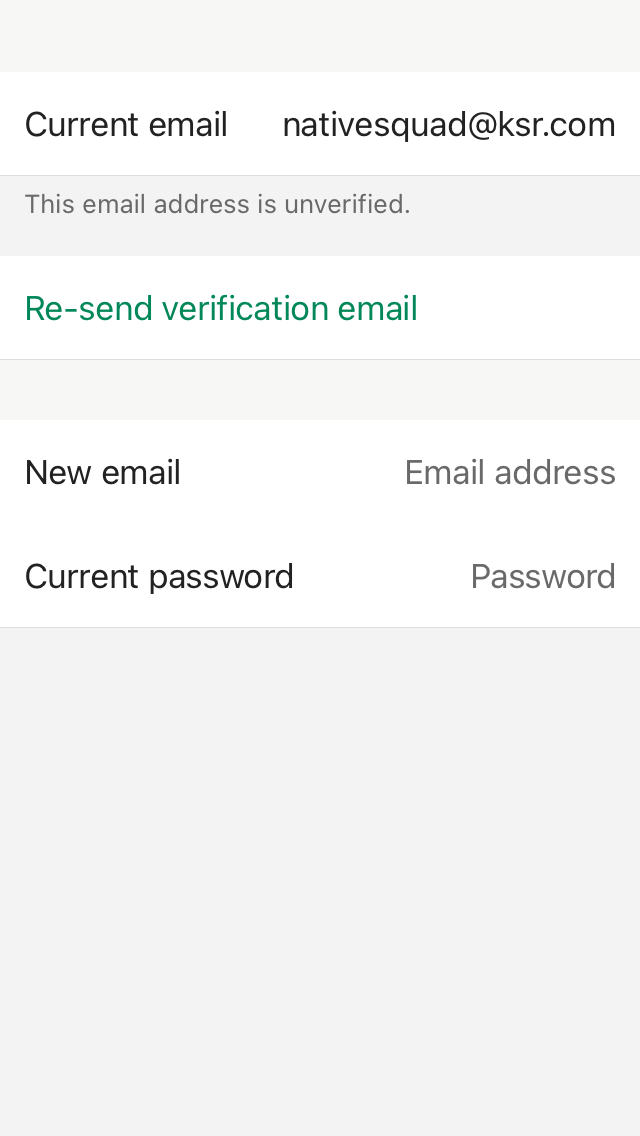 Current email nativesquad@ksr.com
This email address is unverified.
Re-send verification email
New email Email address
Current password Password